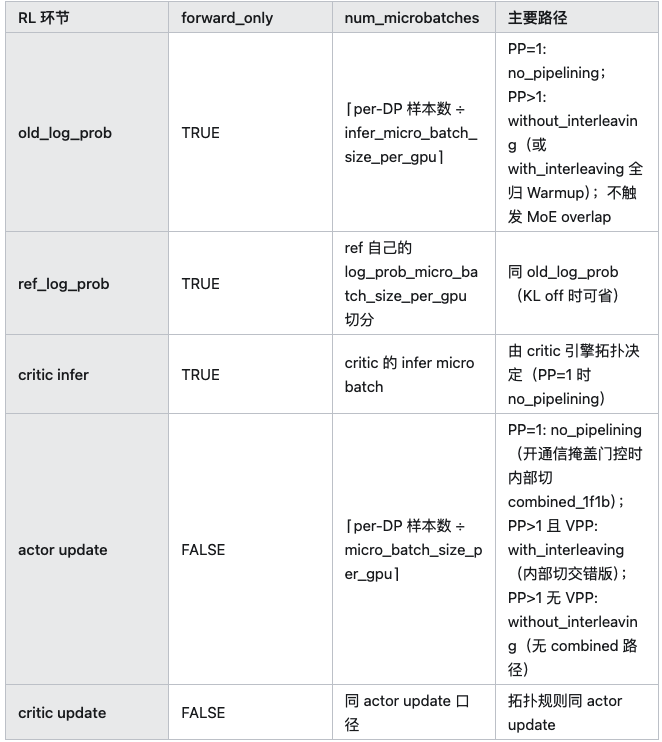 RL 环节
forward_only
num_microbatches
主要路径
old_log_prob
TRUE
⌈per-DP 样本数 ÷
infer_micro_batch_
size_per_gpu⌉
PP=1:
no_pipelining；
PP>1:
without_interleavin
g（或
with_interleaving 全
归 Warmup）；不触
发 MoE overlap
ref_log_prob
TRUE
ref 自己的
log_prob_micro_ba
tch_size_per_gpu
切分
同 old_log_prob
（KL off 时可省）
critic infer
TRUE
critic 的 infer micro
batch
由 critic 引擎拓扑决
定（PP=1 时
no_pipelining）
actor update
FALSE
⌈per-DP 样本数 ÷
micro_batch_size_p
er_gpu⌉
PP=1: no_pipelining
（开通信掩盖门控时
内部切
combined_1f1b)；
PP>1 且 VPP:
with_interleaving
（内部切交错版）；
PP>1 无 VPP:
without_interleavin
g（无 combined 路
径）
critic update
FALSE
同 actor update 口
径
拓扑规则同 actor
update